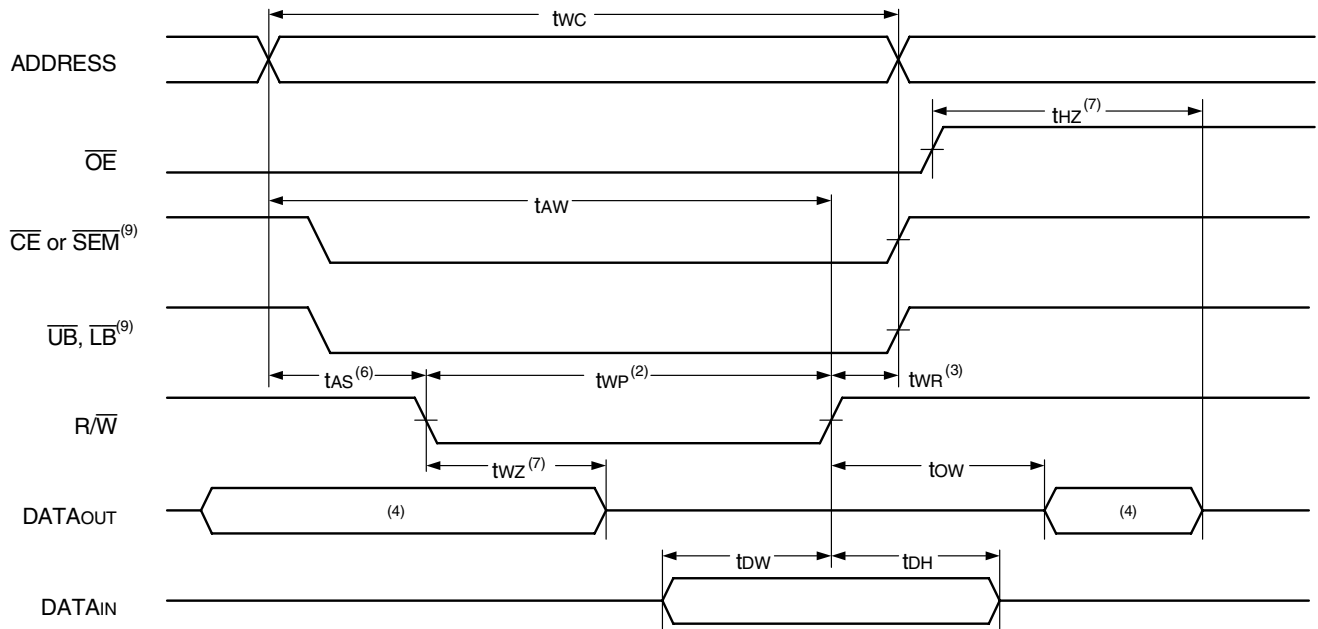 tWC
ADDRESS
tHZ(7)
OE
tAW
CE or SEM(9)
UB, LB(9)
tAS(6)
tWP(2)
tWR(3)
R/W
tWZ(7)
tOW
DATAOUT
(4)
(4)
tDW
tDH
DATAIN